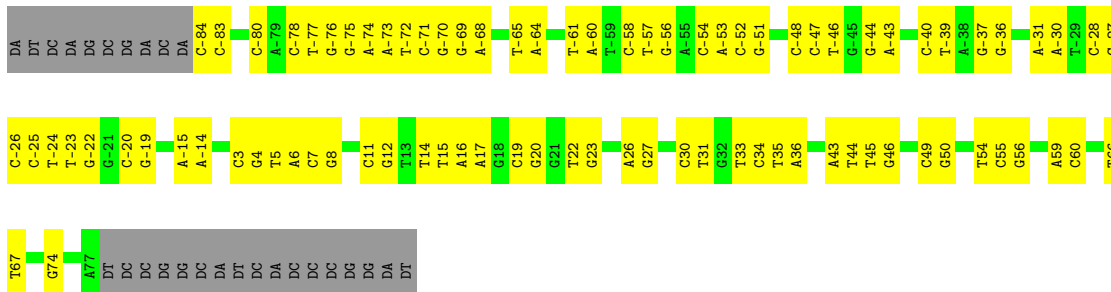 DA DT DC DA DG DC DG DA DC DA C-84 C-83 C-80 A-79 C-78 T-77 G-76 G-75 A-74 A-73 T-72 C-71 G-70 G-69 A-68 T-65 A-64 T-61 A-60 T-59 C-58 T-57 G-56 A-55 C-54 A-53 C-52 G-51 C-48 C-47 T-46 G-45 G-44 A-43 C-40 T-39 A-38 G-37 G-36 A-31 A-30 T-29 C-28 G-27
C-26 C-25 T-24 T-23 G-22 G-21 C-20 G-19 A-15 A-14 C3 G4 T5 A6 C7 G8 C11 G12 T13 T14 T15 A16 A17 G18 C19 G20 G21 T22 G23 A26 G27 C30 T31 G32 T33 C34 T35 A36 A43 T44 T45 G46 C49 G50 T54 C55 G56 A59 C60
T67 G74 A77 DT DC DC DG DG DC DA DT DC DA DC DC DC DG DG DA DT